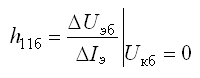 h₁₁б = ΔUэб / ΔIэ | Uкб = 0